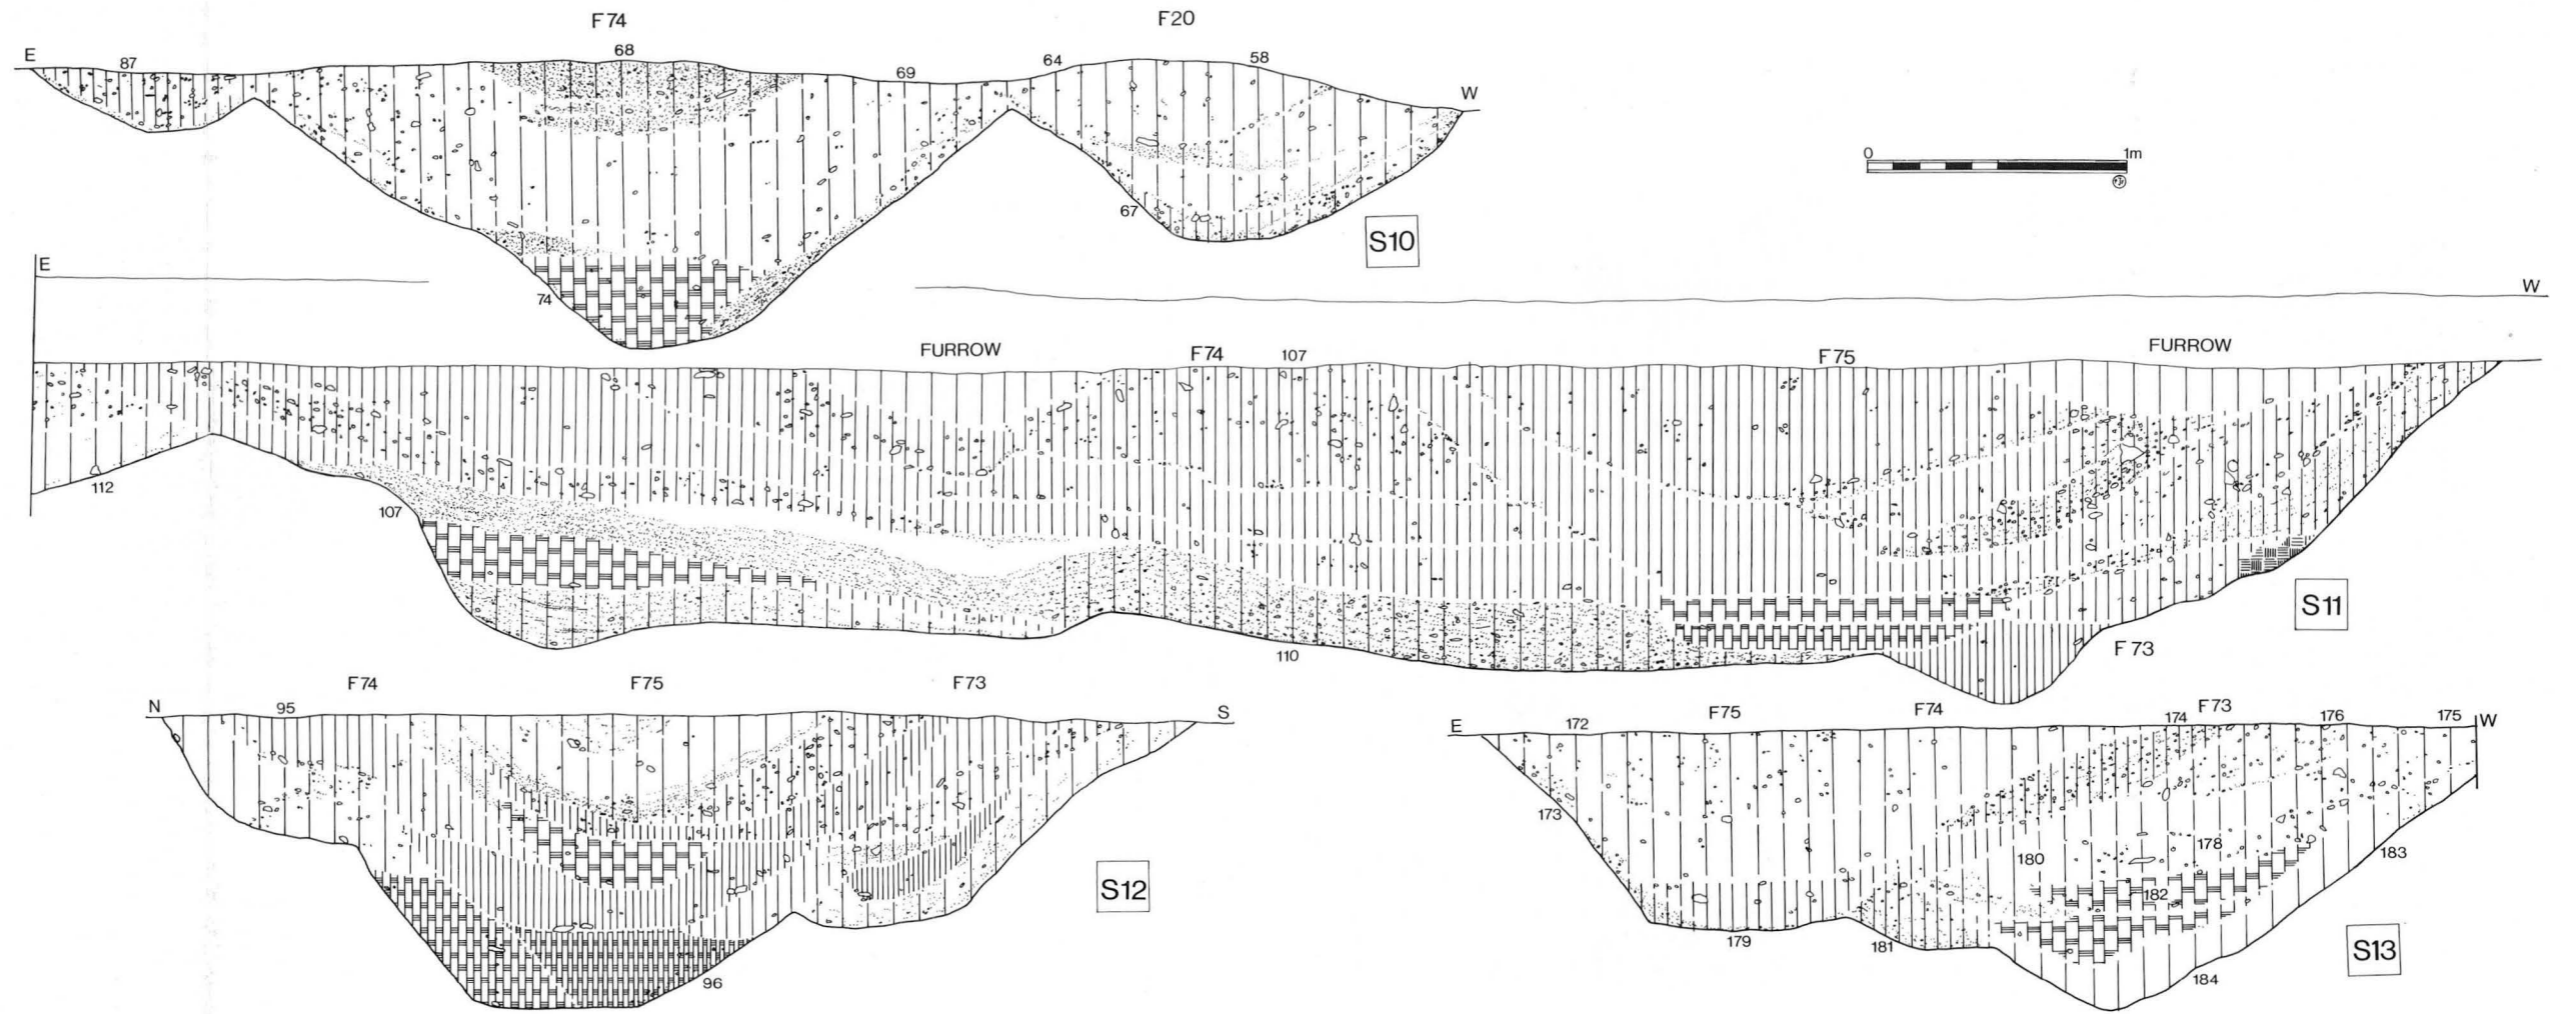 F74 F20
E 87 68 69 64 58 W
67
74
0 1m
S10
E W
FURROW F74 107 F75 FURROW
112 107 110 F73
S11
F74 F75 F73
N 95 S
96
S12
E 172 F75 F74 174 F73 176 175 W
173 180 178 183
182
179 181 184
S13